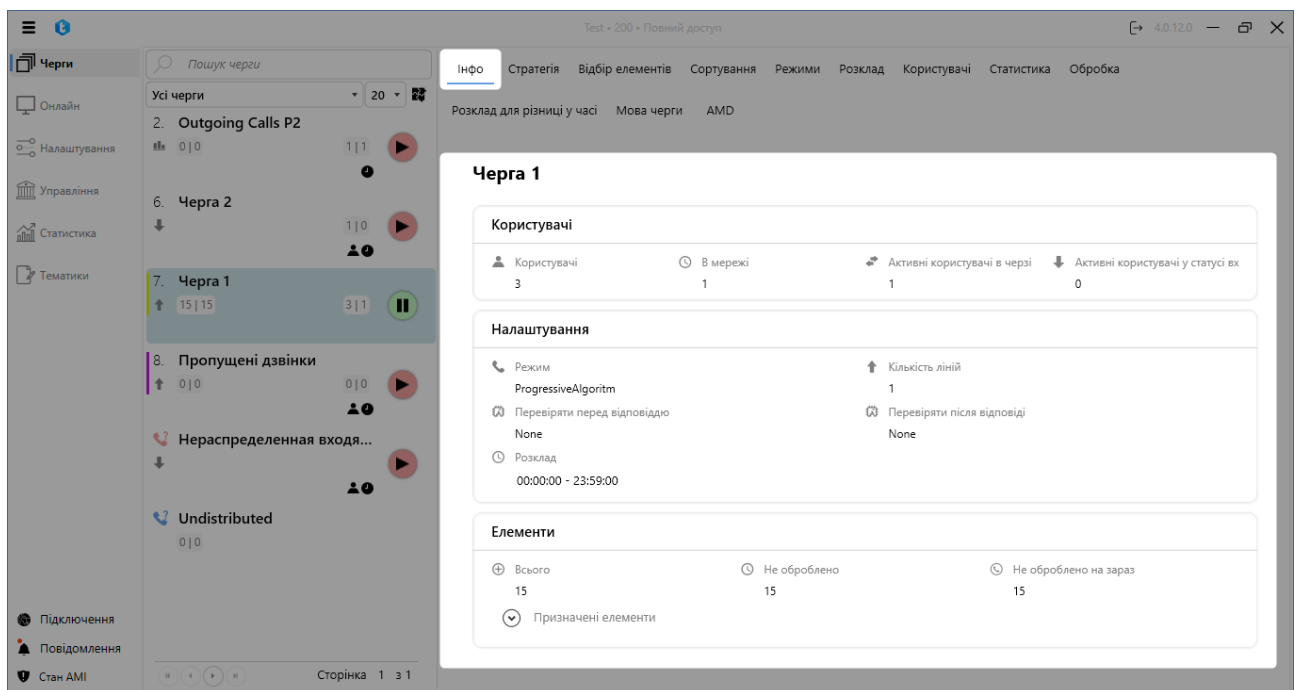 Test • 200 • Повний доступ
4.0.12.0
Черги
Онлайн
Налаштування
Управління
Статистика
Тематики
Підключення
Повідомлення
Стан AMI
Пошук черги
Усі черги
20
2. Outgoing Calls P2
0|0
1|1
6. Черга 2
1|0
7. Черга 1
15|15
3|1
8. Пропущені дзвінки
0|0
0|0
Нераспределенная входя...
Undistributed
0|0
Сторінка 1 з 1
Інфо Стратегія Відбір елементів Сортування Режими Розклад Користувачі Статистика Обробка
Розклад для різниці у часі Мова черги AMD
Черга 1
Користувачі
Користувачі В мережі Активні користувачі в черзі Активні користувачі у статусі вх
3 1 1 0
Налаштування
Режим Кількість ліній
ProgressiveAlgoritm 1
Перевіряти перед відповіддю Перевіряти після відповіді
None None
Розклад
00:00:00 - 23:59:00
Елементи
Всього Не оброблено Не оброблено на зараз
15 15 15
Призначені елементи